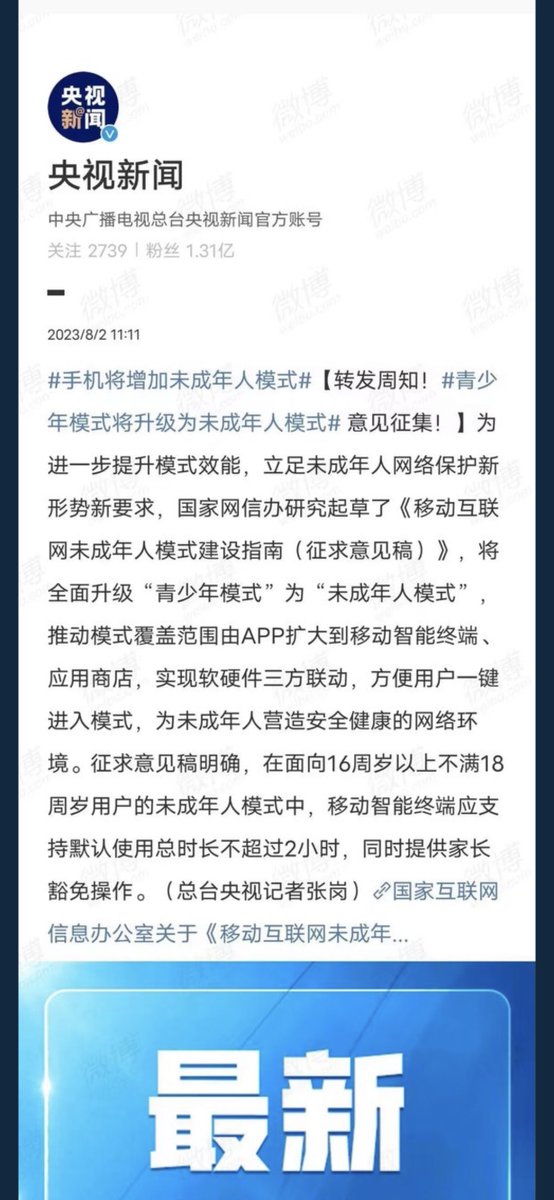 央视
新闻
央视新闻
中央广播电视总台央视新闻官方账号
关注 2739 | 粉丝 1.31亿
2023/8/2 11:11
#手机将增加未成年人模式#【转发周知！#青少
年模式将升级为未成年人模式# 意见征集！】为
进一步提升模式效能，立足未成年人网络保护新
形势新要求，国家网信办研究起草了《移动互联
网未成年人模式建设指南（征求意见稿）》，将
全面升级“青少年模式”为“未成年人模式”，
推动模式覆盖范围由APP扩大到移动智能终端、
应用商店，实现软硬件三方联动，方便用户一键
进入模式，为未成年人营造安全健康的网络环
境。征求意见稿明确，在面向16周岁以上不满18
周岁用户的未成年人模式中，移动智能终端应支
持默认使用总时长不超过2小时，同时提供家长
豁免操作。（总台央视记者张岗）国家互联网
信息办公室关于《移动互联网未成年...
最新
微博
weibo.com